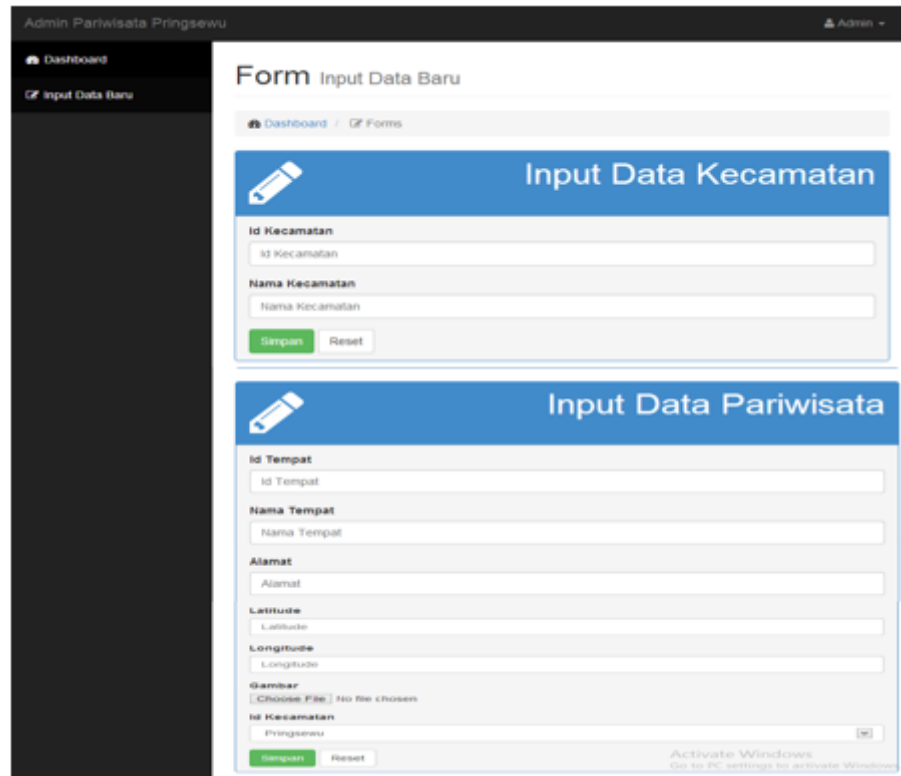 Admin Pariwisata Pringsewu
Admin
Dashboard
Input Data Baru
Form Input Data Baru
Dashboard / Forms
Input Data Kecamatan
Id Kecamatan
Id Kecamatan
Nama Kecamatan
Nama Kecamatan
Simpan Reset
Input Data Pariwisata
Id Tempat
Id Tempat
Nama Tempat
Nama Tempat
Alamat
Alamat
Latitude
Latitude
Longitude
Longitude
Gambar
Choose File No file chosen
Id Kecamatan
Pringsewu
Simpan Reset
Activate Windows
Go to PC settings to activate Windows